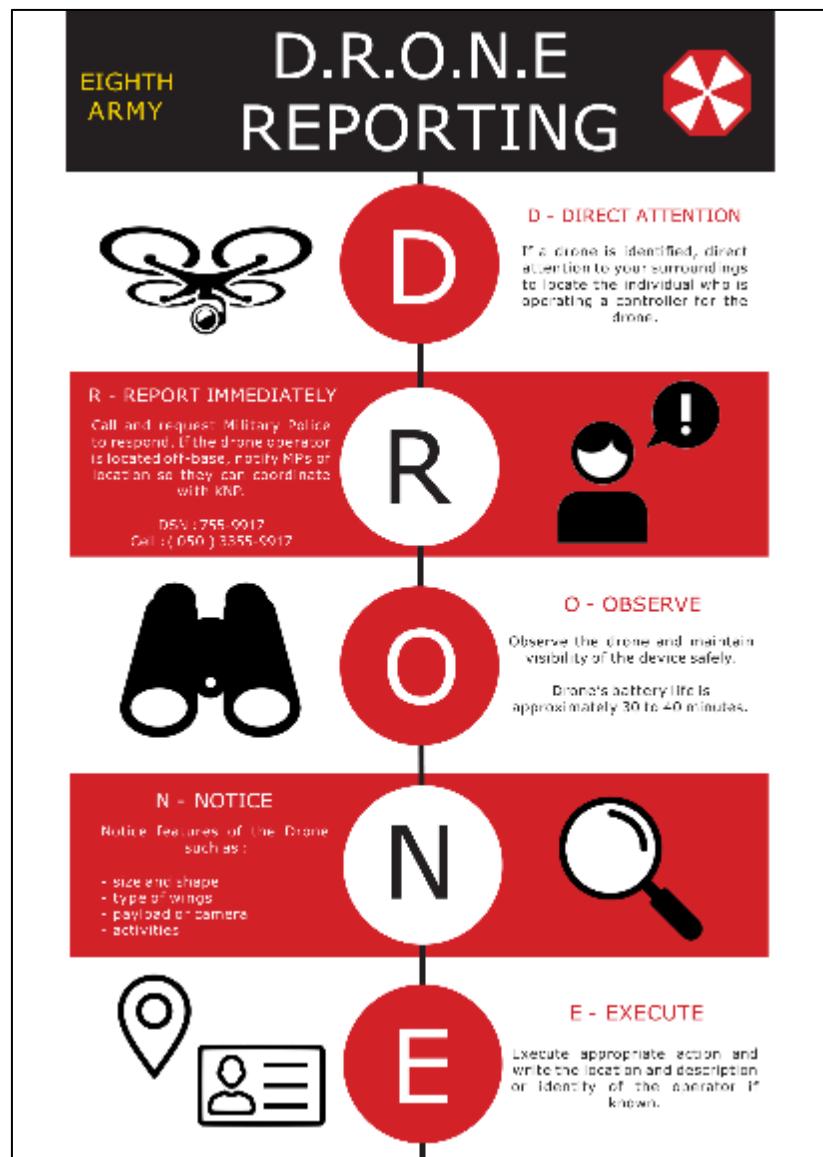 EIGHTH
ARMY
D.R.O.N.E
REPORTING
D
D - DIRECT ATTENTION
If a drone is identified, direct
attention to your surroundings
to locate the individual who is
operating a controller for the
drone.
R - REPORT IMMEDIATELY
Call and request Military Police
to respond. If the drone operator
is located off-base, notify MPs of
location so they can coordinate
with KNP.
DSN : 755-9917
Cell : ( 050 ) 3355-9917
R
!
O
O - OBSERVE
Observe the drone and maintain
visibility of the device safely.
Drone's battery life is
approximately 30 to 40 minutes.
N - NOTICE
Notice features of the Drone
such as :
- size and shape
- type of wings
- payload or camera
- activities
N
E
E - EXECUTE
Execute appropriate action and
write the location and description
or identity of the operator if
known.